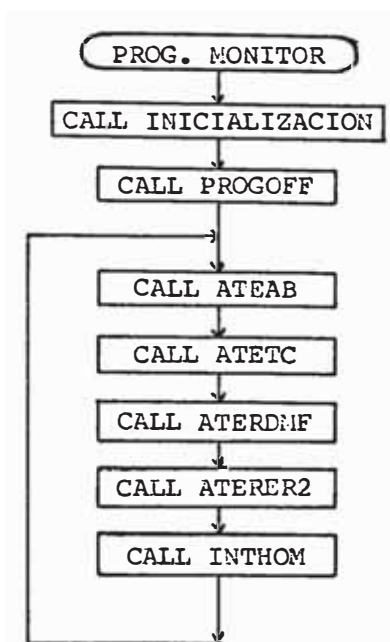 PROG. MONITOR
CALL INICIALIZACION
CALL PROGOFF
CALL ATEAB
CALL ATETC
CALL ATERDMF
CALL ATERER2
CALL INTHOM